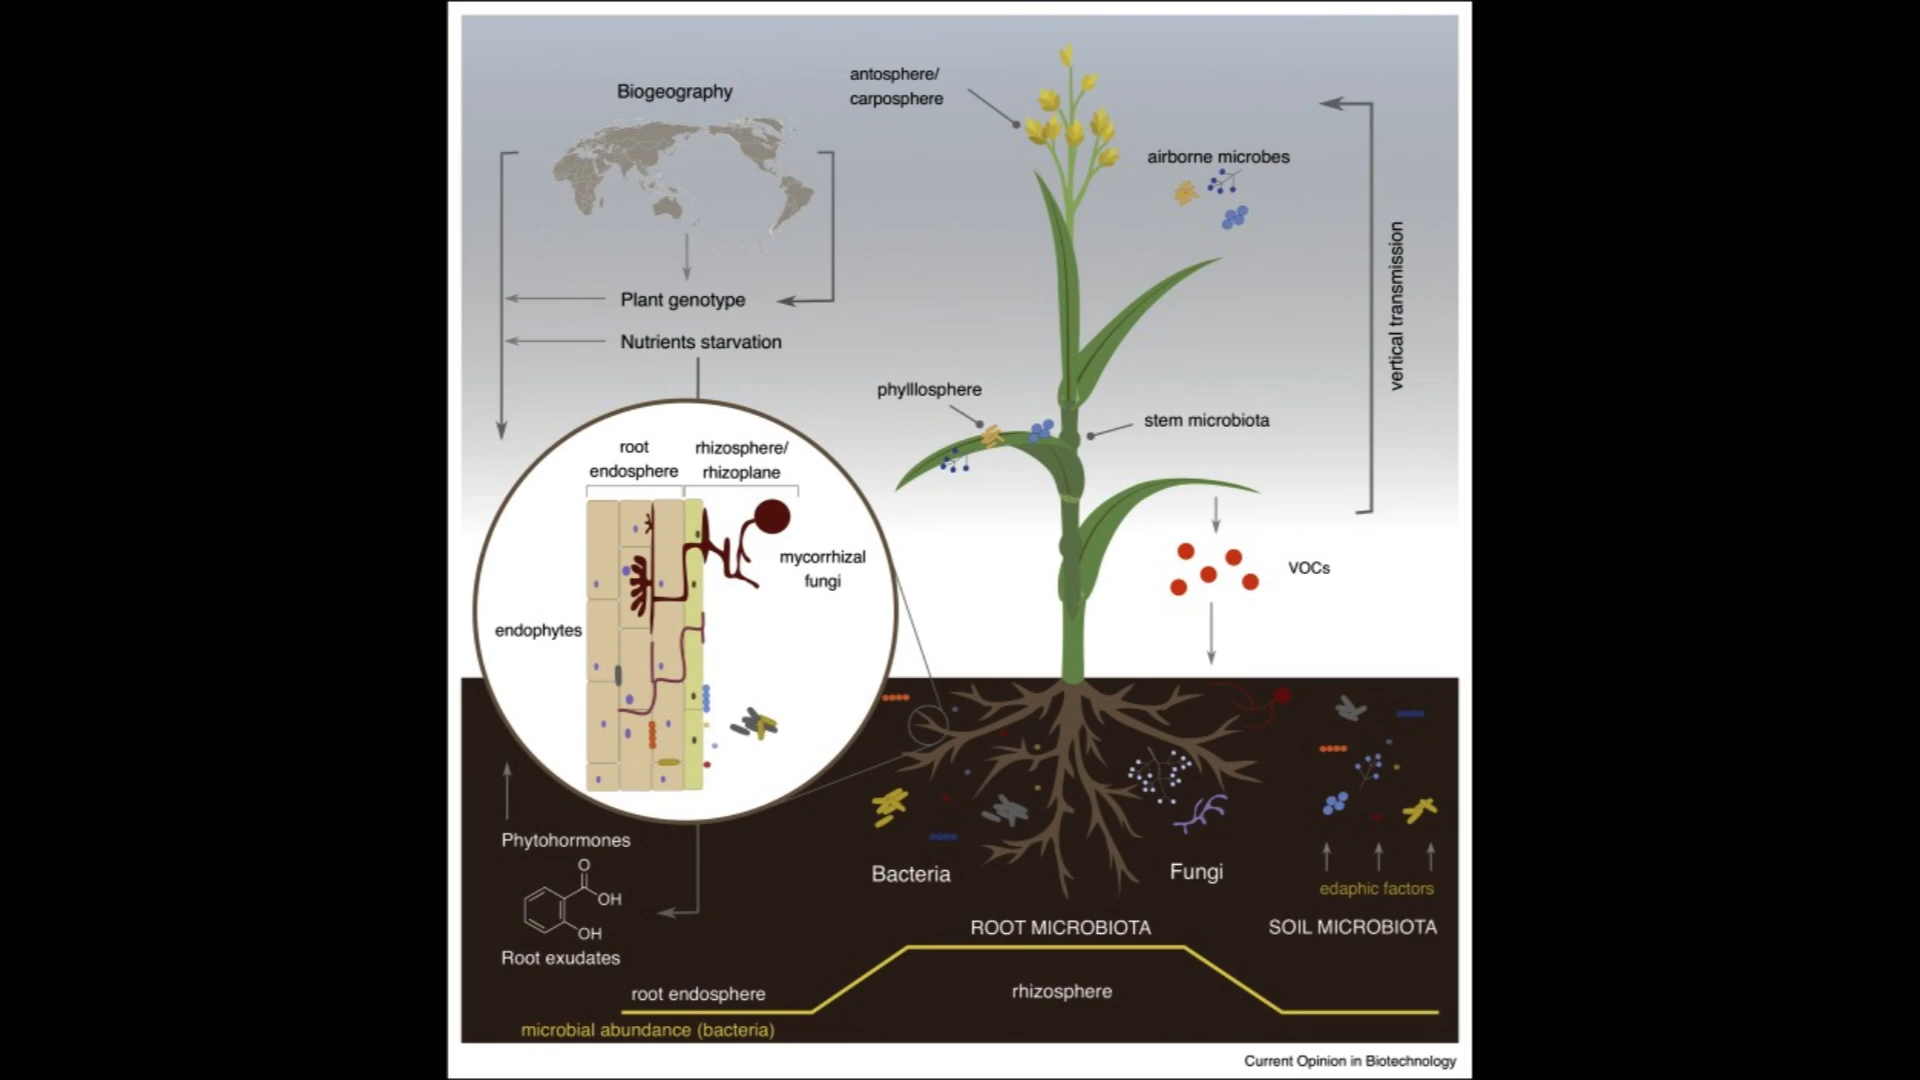 Biogeography
antosphere/
carposphere
airborne microbes
vertical transmission
Plant genotype
Nutrients starvation
phylllosphere
stem microbiota
root
endosphere
rhizosphere/
rhizoplane
mycorrhizal
fungi
endophytes
VOCs
Phytohormones
O
OH
OH
Root exudates
Bacteria
Fungi
edaphic factors
ROOT MICROBIOTA
SOIL MICROBIOTA
root endosphere
rhizosphere
microbial abundance (bacteria)
Current Opinion in Biotechnology